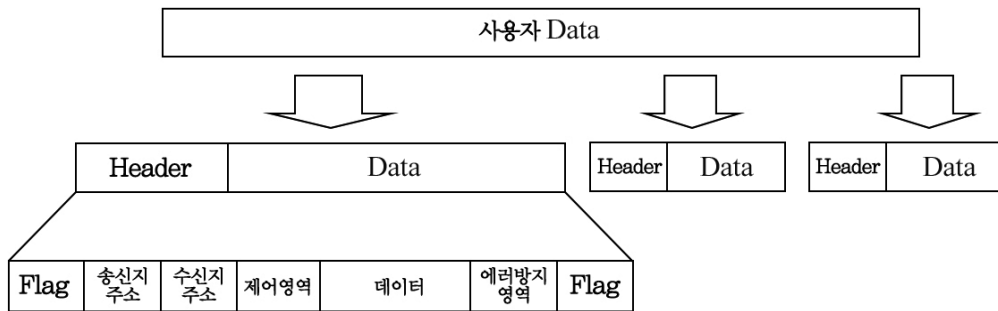 사용자 Data
Header Data Header Data Header Data
Flag 송신지 주소 수신지 주소 제어영역 데이터 에러방지 영역 Flag